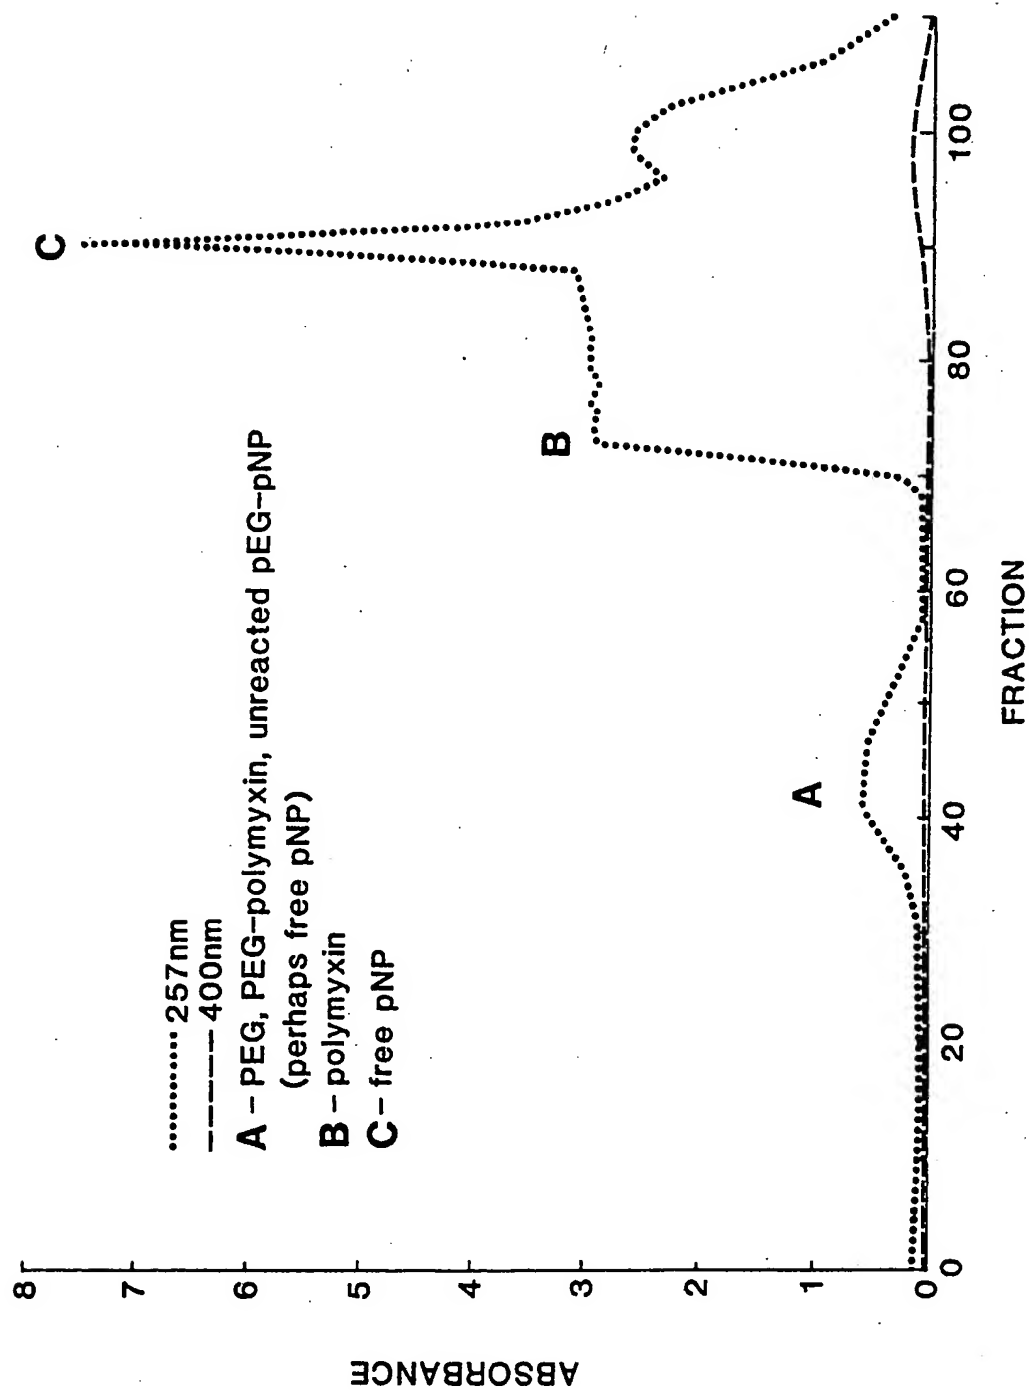 257nm
400nm
A – PEG, PEG–polymyxin, unreacted pEG–pNP
(perhaps free pNP)
B – polymyxin
C – free pNP
A
B
C
8
7
6
5
4
3
2
1
0
ABSORBANCE
0
20
40
60
80
100
FRACTION